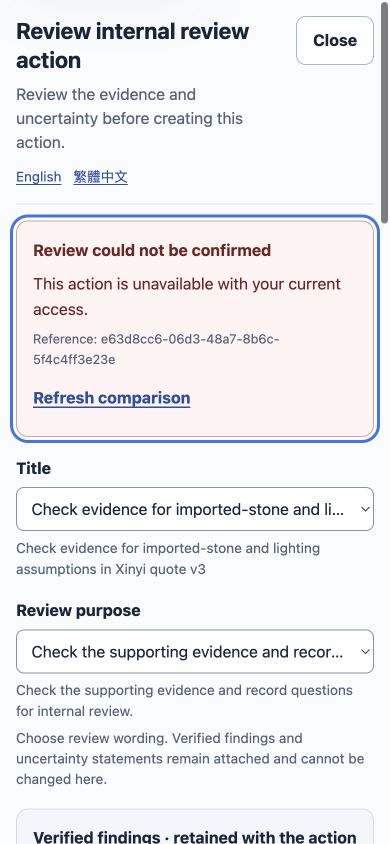 Review internal review
action
Close
Review the evidence and
uncertainty before creating this
action.
English 繁體中文
Review could not be confirmed
This action is unavailable with your current
access.
Reference: e63d8cc6-06d3-48a7-8b6c-
5f4c4ff3e23e
Refresh comparison
Title
Check evidence for imported-stone and li...
Check evidence for imported-stone and lighting
assumptions in Xinyi quote v3
Review purpose
Check the supporting evidence and recor...
Check the supporting evidence and record questions
for internal review.
Choose review wording. Verified findings and
uncertainty statements remain attached and cannot be
changed here.
Verified findings · retained with the action